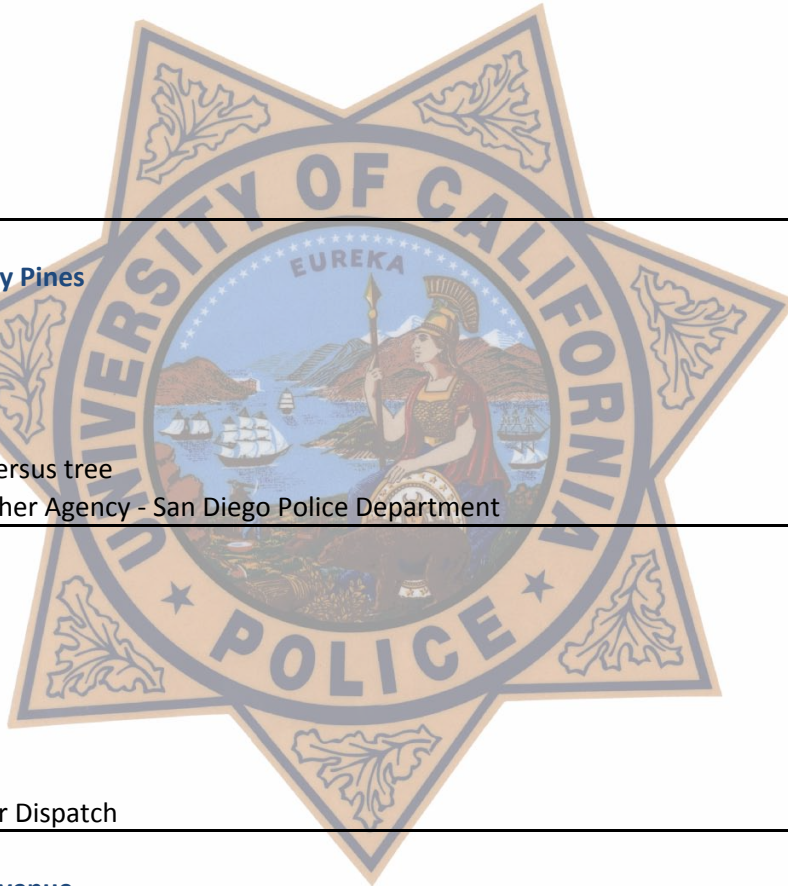 UNIVERSITY OF CALIFORNIA
EUREKA
y Pines
ersus tree
her Agency - San Diego Police Department
POLICE
r Dispatch